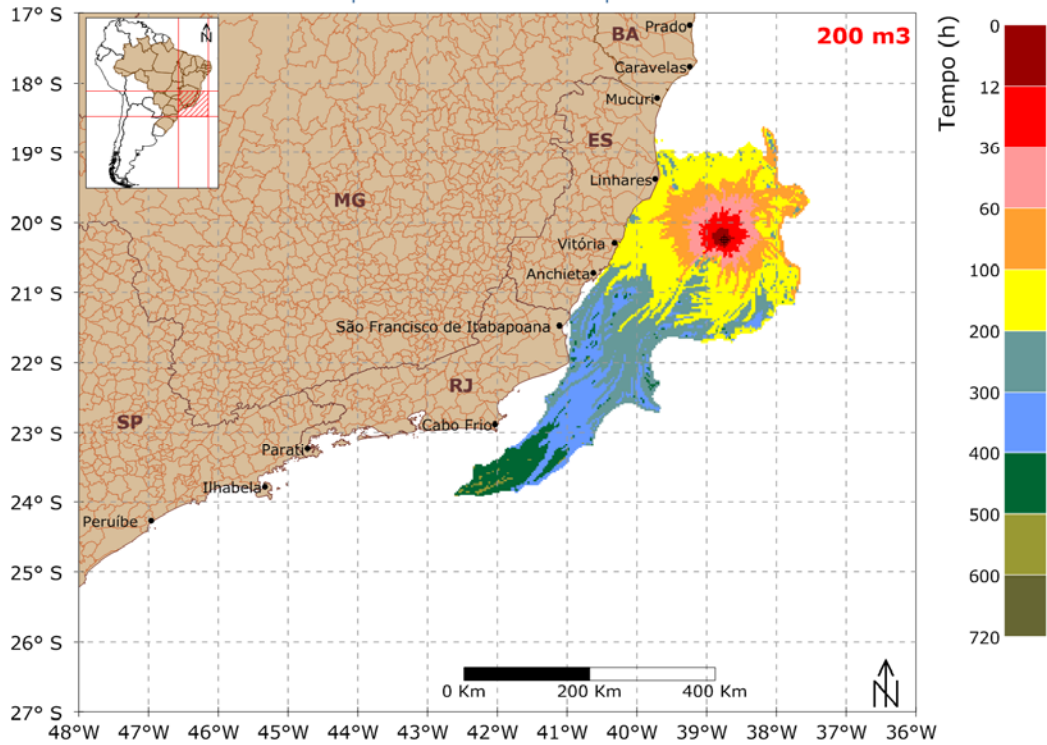 200 m3
Tempo (h)
0
12
36
60
100
200
300
400
500
600
720
17° S
18° S
19° S
20° S
21° S
22° S
23° S
24° S
25° S
26° S
27° S
N
BA
Prado
Caravelas
Mucuri
ES
Linhares
MG
Vitória
Anchieta
São Francisco de Itabapoana
RJ
SP
Cabo Frio
Parati
Ilhabela
Peruíbe
0 Km
200 Km
400 Km
N
48°W
47°W
46°W
45°W
44°W
43°W
42°W
41°W
40°W
39°W
38°W
37°W
36°W